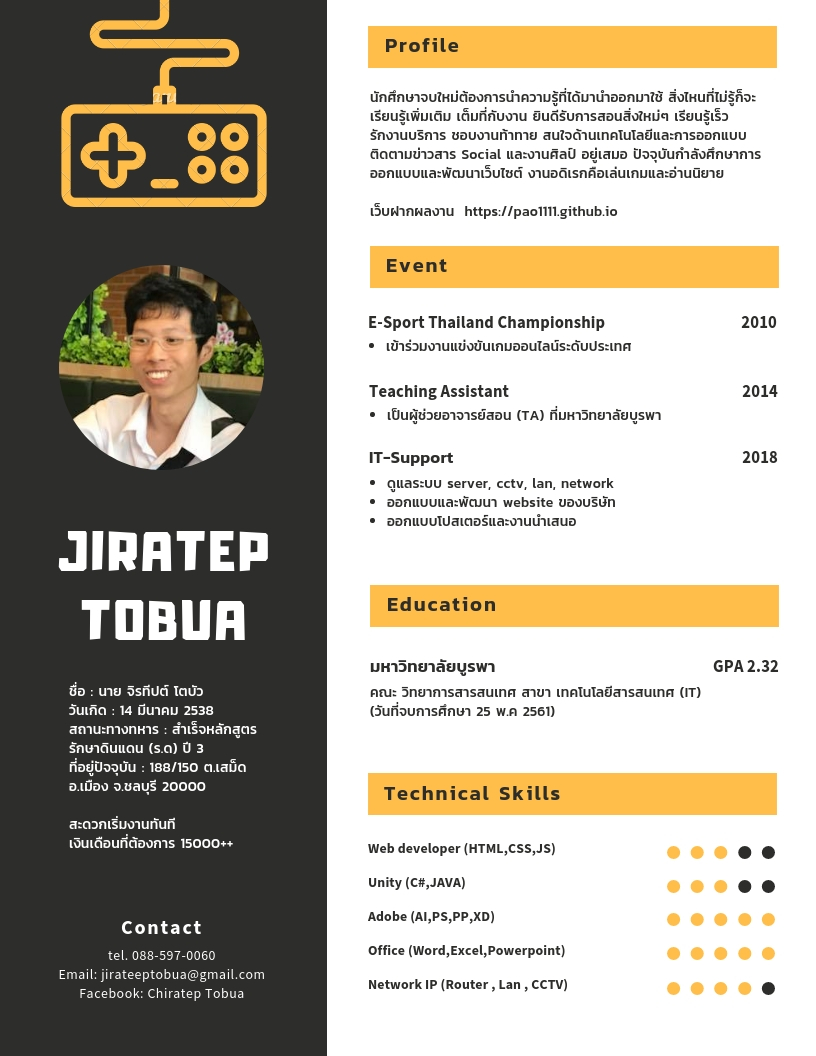 JIRATEP
TOBUA
ชื่อ : นาย จิรทีปต์ โตบัว
วันเกิด : 14 มีนาคม 2538
สถานะทางทหาร : สำเร็จหลักสูตร
รักษาดินแดน (ร.ด) ปี 3
ที่อยู่ปัจจุบัน : 188/150 ต.เสม็ด
อ.เมือง จ.ชลบุรี 20000
สะดวกเริ่มงานทันที
เงินเดือนที่ต้องการ 15000++
Contact
tel. 088-597-0060
Email: jirateeptobua@gmail.com
Facebook: Chiratep Tobua
Profile
นักศึกษาจบใหม่ต้องการนำความรู้ที่ได้มานำออกมาใช้ สิ่งไหนที่ไม่รู้ก็จะ
เรียนรู้เพิ่มเติม เต็มที่กับงาน ยินดีรับการสอนสิ่งใหม่ๆ เรียนรู้เร็ว
รักงานบริการ ชอบงานท้าทาย สนใจด้านเทคโนโลยีและการออกแบบ
ติดตามข่าวสาร Social และงานศิลป์ อยู่เสมอ ปัจจุบันกำลังศึกษาการ
ออกแบบและพัฒนาเว็บไซต์ งานอดิเรกคือเล่นเกมและอ่านนิยาย
เว็บฝากผลงาน https://pao1111.github.io
Event
E-Sport Thailand Championship 2010
เข้าร่วมงานแข่งขันเกมออนไลน์ระดับประเทศ
Teaching Assistant 2014
เป็นผู้ช่วยอาจารย์สอน (TA) ที่มหาวิทยาลัยบูรพา
IT-Support 2018
ดูแลระบบ server, cctv, lan, network
ออกแบบและพัฒนา website ของบริษัท
ออกแบบโปสเตอร์และงานนำเสนอ
Education
มหาวิทยาลัยบูรพา GPA 2.32
คณะ วิทยาการสารสนเทศ สาขา เทคโนโลยีสารสนเทศ (IT)
(วันที่จบการศึกษา 25 พ.ค 2561)
Technical Skills
Web developer (HTML,CSS,JS)
Unity (C#,JAVA)
Adobe (AI,PS,PP,XD)
Office (Word,Excel,Powerpoint)
Network IP (Router , Lan , CCTV)